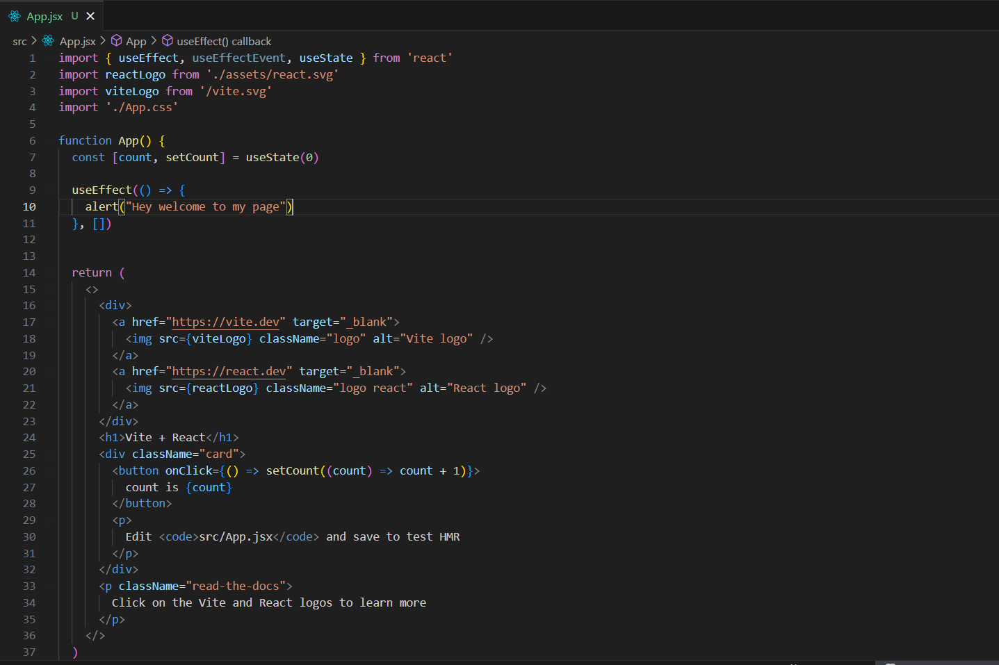 App.jsx U
src > App.jsx > App > useEffect() callback
1 import { useEffect, useEffectEvent, useState } from 'react'
2 import reactLogo from './assets/react.svg'
3 import viteLogo from '/vite.svg'
4 import './App.css'
5
6 function App() {
7 const [count, setCount] = useState(0)
8
9 useEffect(() => {
10 alert("Hey welcome to my page")
11 }, [])
12
13
14 return (
15 <>
16 <div>
17 <a href="https://vite.dev" target="_blank">
18 <img src={viteLogo} className="logo" alt="Vite logo" />
19 </a>
20 <a href="https://react.dev" target="_blank">
21 <img src={reactLogo} className="logo react" alt="React logo" />
22 </a>
23 </div>
24 <h1>Vite + React</h1>
25 <div className="card">
26 <button onClick={() => setCount((count) => count + 1)}>
27 count is {count}
28 </button>
29 <p>
30 Edit <code>src/App.jsx</code> and save to test HMR
31 </p>
32 </div>
33 <p className="read-the-docs">
34 Click on the Vite and React logos to learn more
35 </p>
36 </>
37 )